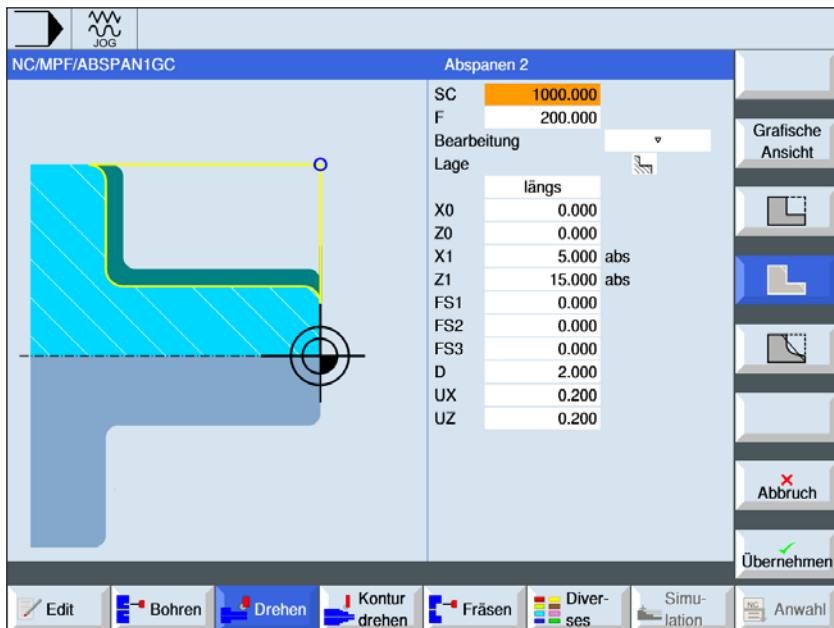 JOG
NC/MPF/ABSPAN1GC
Abspanen 2
SC 1000.000
F 200.000
Bearbeitung ▿
Lage
längs
X0 0.000
Z0 0.000
X1 5.000 abs
Z1 15.000 abs
FS1 0.000
FS2 0.000
FS3 0.000
D 2.000
UX 0.200
UZ 0.200
Grafische
Ansicht
Abbruch
Übernehmen
Edit
Bohren
Drehen
Kontur
drehen
Fräsen
Diver-
ses
Simu-
lation
NC
Anwahl